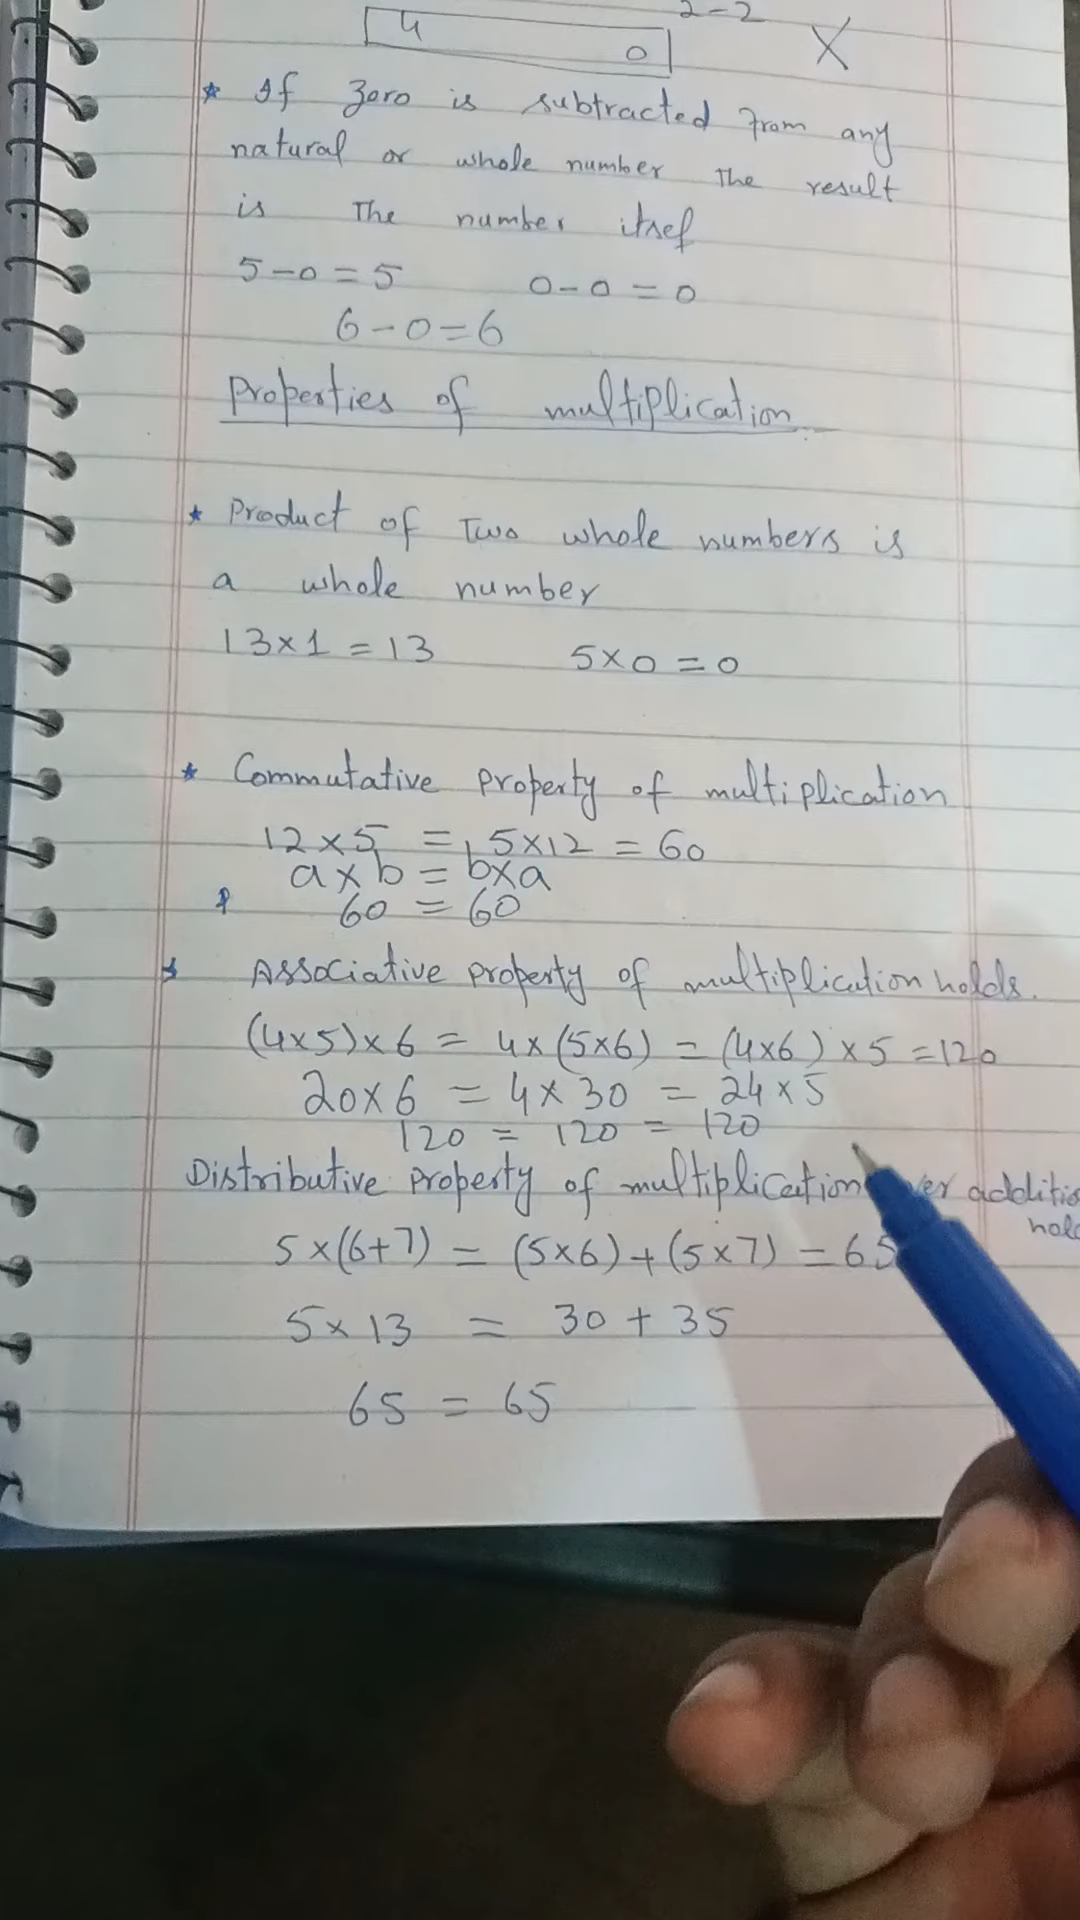 2-2
4 0 X
* If zero is subtracted from any
natural or whole number The result
is The number itsef
5-0=5 0-0=0
6-0=6
Properties of multiplication
* Product of Two whole numbers is
a whole number
13×1=13 5×0=0
* Commutative property of multiplication
12×5 = 5×12 = 60
a×b = b×a
60 = 60
Associative property of multiplication holds.
(4×5)×6 = 4×(5×6) = (4×6)×5=120
20×6 = 4×30 = 24×5
120 = 120 = 120
Distributive property of multiplication
5×(6+7) = (5×6)+(5×7) = 65
5×13 = 30+35
65 = 65